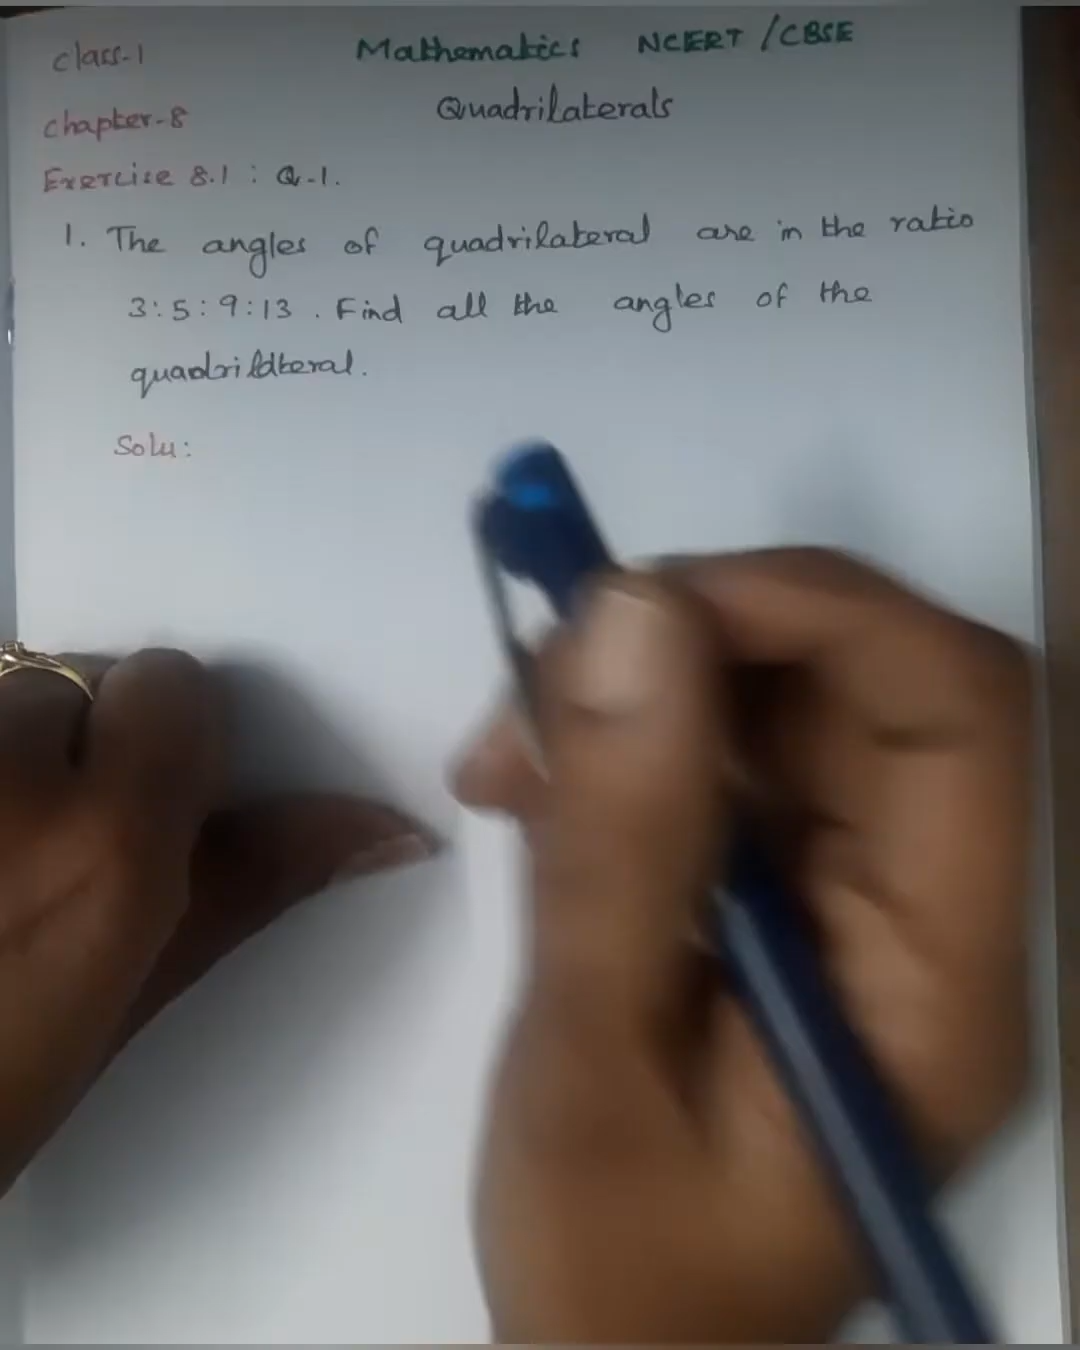 Class-1
Mathematics NCERT/CBSE
Chapter-8
Quadrilaterals
Exercise 8.1 : Q-1.
1. The angles of quadrilateral are in the ratio
3:5:9:13. Find all the angles of the
quadrilateral.
Solu: